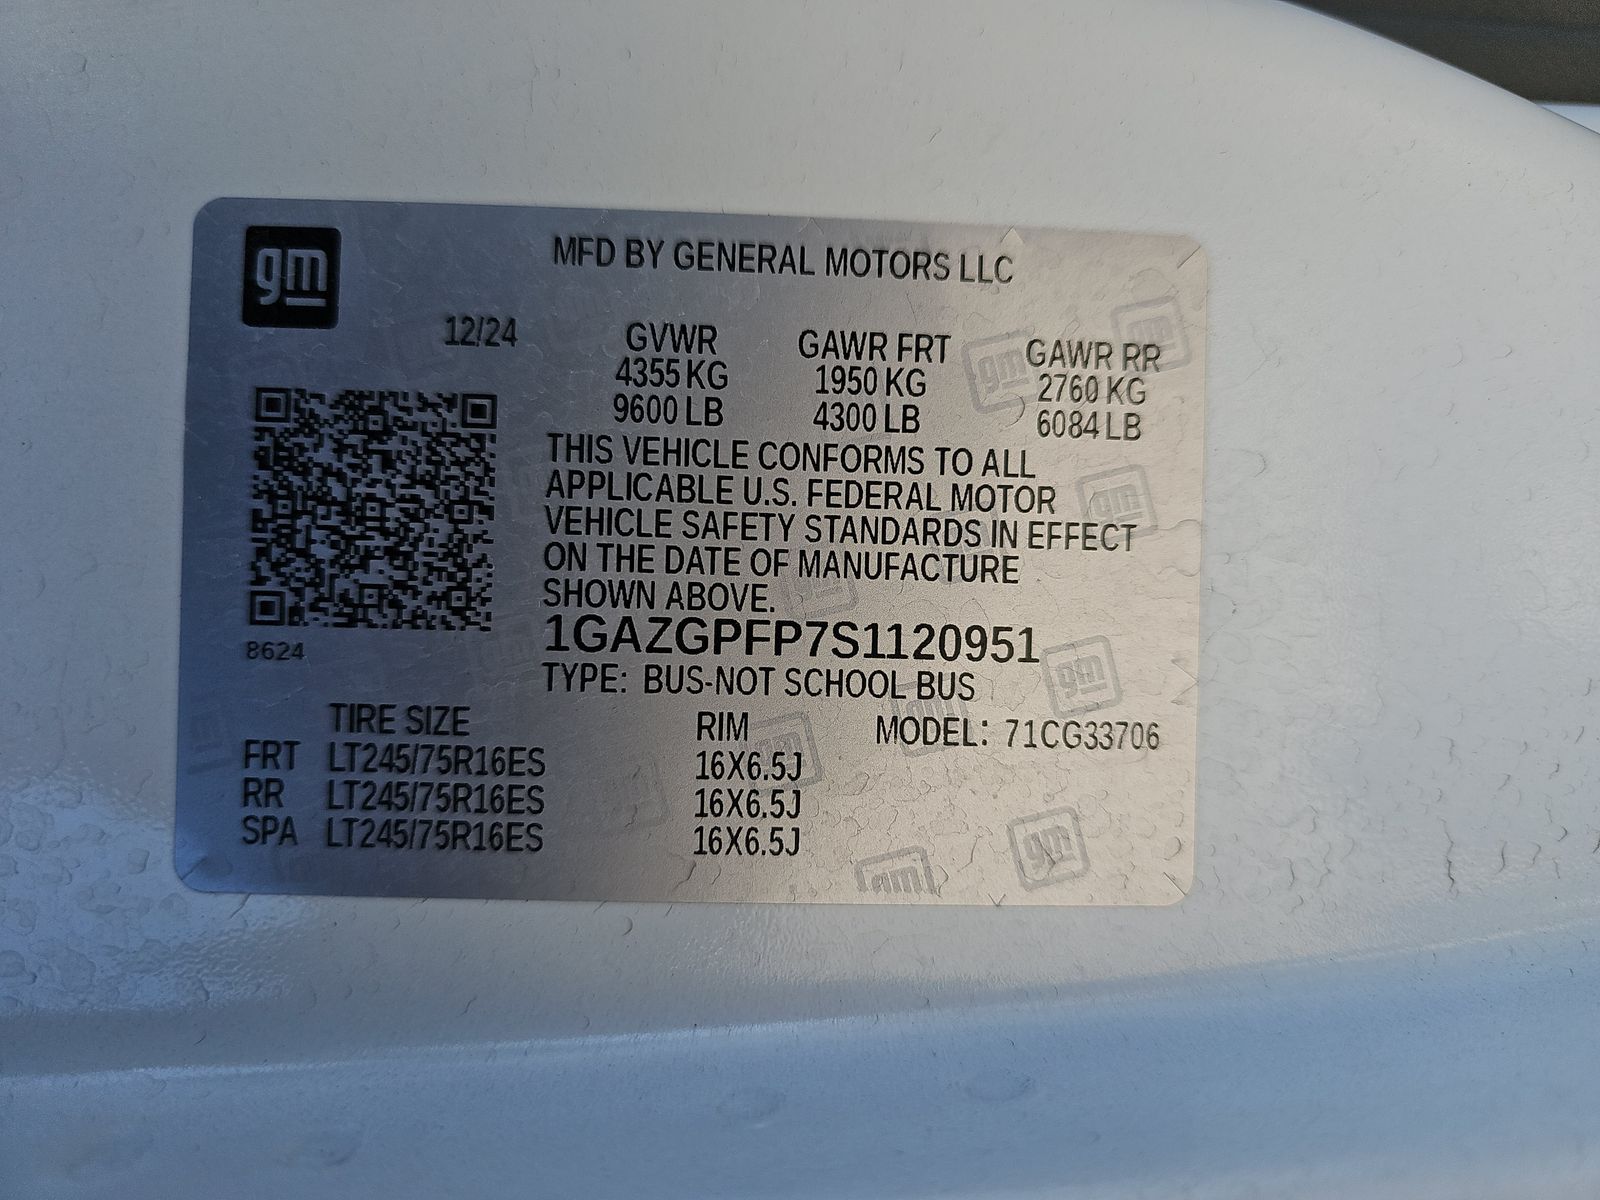 gm
MFD BY GENERAL MOTORS LLC
12/24 GVWR GAWR FRT GAWR RR
4355 KG 1950 KG 2760 KG
9600 LB 4300 LB 6084 LB
THIS VEHICLE CONFORMS TO ALL
APPLICABLE U.S. FEDERAL MOTOR
VEHICLE SAFETY STANDARDS IN EFFECT
ON THE DATE OF MANUFACTURE
SHOWN ABOVE.
8624
1GAZGPFP7S1120951
TYPE: BUS-NOT SCHOOL BUS
TIRE SIZE RIM MODEL: 71CG33706
FRT LT245/75R16ES 16X6.5J
RR LT245/75R16ES 16X6.5J
SPA LT245/75R16ES 16X6.5J